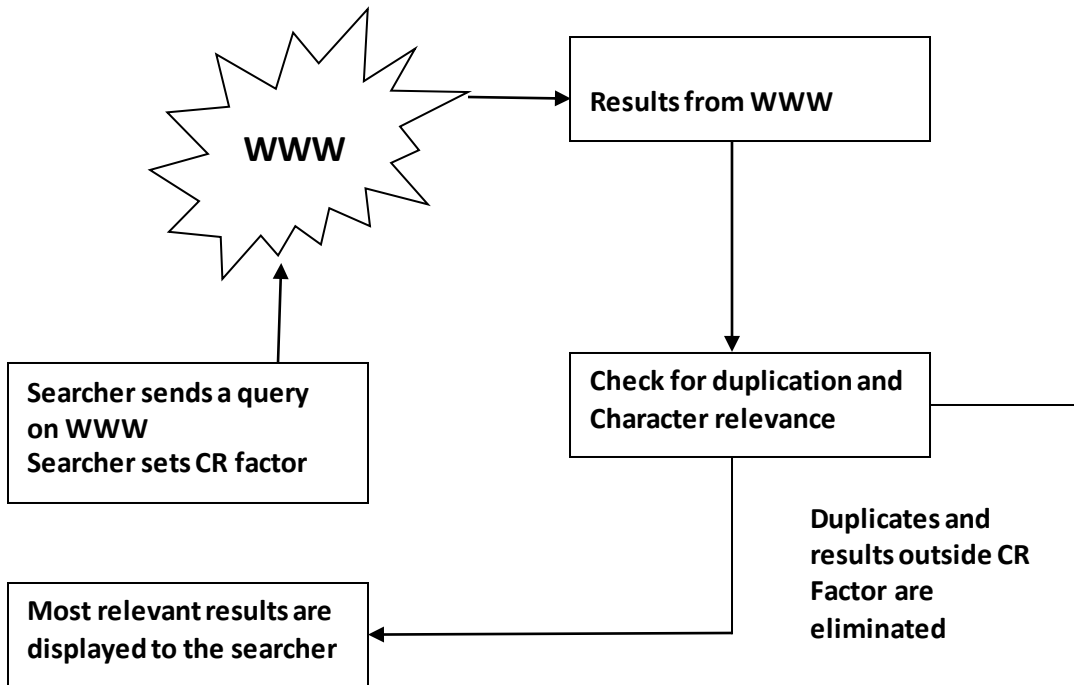 WWW
Results from WWW
Searcher sends a query
on WWW
Searcher sets CR factor
Check for duplication and
Character relevance
Duplicates and
results outside CR
Factor are
eliminated
Most relevant results are
displayed to the searcher